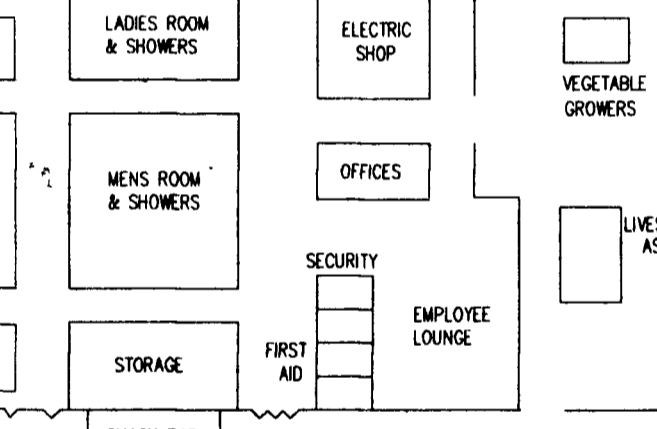 LADIES ROOM
& SHOWERS
ELECTRIC
SHOP
VEGETABLE
GROWERS
MENS ROOM
& SHOWERS
OFFICES
SECURITY
EMPLOYEE
LOUNGE
FIRST
AID
STORAGE